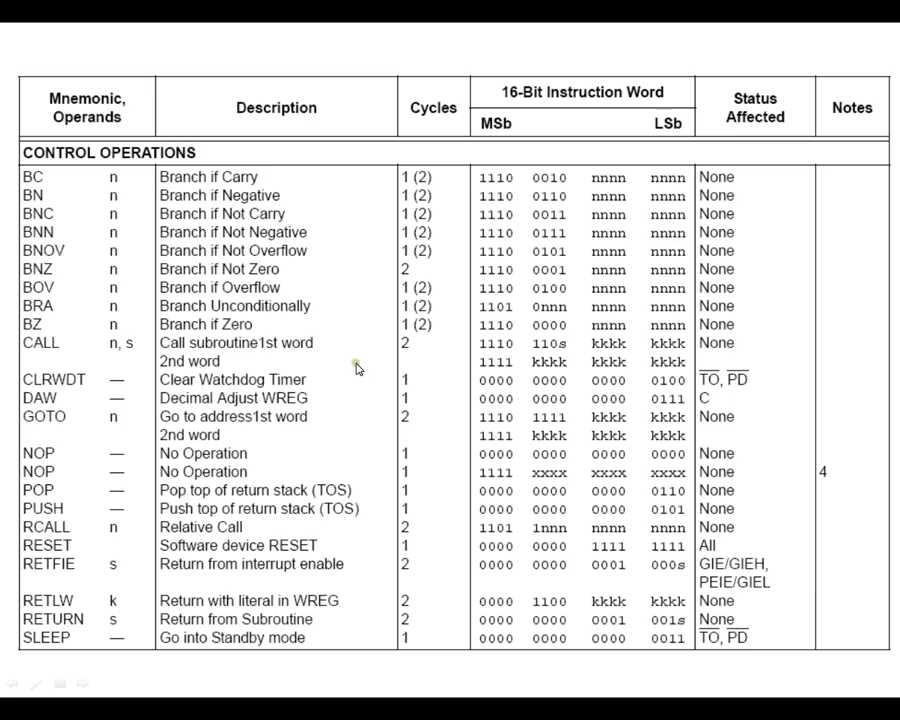 Mnemonic, Operands Description Cycles 16-Bit Instruction Word MSb LSb Status Affected Notes
CONTROL OPERATIONS
BC n Branch if Carry 1 (2) 1110 0010 nnnn nnnn None
BN n Branch if Negative 1 (2) 1110 0110 nnnn nnnn None
BNC n Branch if Not Carry 1 (2) 1110 0011 nnnn nnnn None
BNN n Branch if Not Negative 1 (2) 1110 0111 nnnn nnnn None
BNOV n Branch if Not Overflow 1 (2) 1110 0101 nnnn nnnn None
BNZ n Branch if Not Zero 2 1110 0001 nnnn nnnn None
BOV n Branch if Overflow 1 (2) 1110 0100 nnnn nnnn None
BRA n Branch Unconditionally 1 (2) 1101 0nnn nnnn nnnn None
BZ n Branch if Zero 1 (2) 1110 0000 nnnn nnnn None
CALL n, s Call subroutine1st word 2 1110 110s kkkk kkkk None
2nd word 1111 kkkk kkkk kkkk
CLRWDT — Clear Watchdog Timer 1 0000 0000 0000 0100 TO, PD
DAW — Decimal Adjust WREG 1 0000 0000 0000 0111 C
GOTO n Go to address1st word 2 1110 1111 kkkk kkkk None
2nd word 1111 kkkk kkkk kkkk
NOP — No Operation 1 0000 0000 0000 0000 None
NOP — No Operation 1 1111 xxxx xxxx xxxx None 4
POP — Pop top of return stack (TOS) 1 0000 0000 0000 0110 None
PUSH — Push top of return stack (TOS) 1 0000 0000 0000 0101 None
RCALL n Relative Call 2 1101 1nnn nnnn nnnn None
RESET Software device RESET 1 0000 0000 1111 1111 All
RETFIE s Return from interrupt enable 2 0000 0000 0001 000s GIE/GIEH,
PEIE/GIEL
RETLW k Return with literal in WREG 2 0000 1100 kkkk kkkk None
RETURN s Return from Subroutine 2 0000 0000 0001 001s None
SLEEP — Go into Standby mode 1 0000 0000 0000 0011 TO, PD